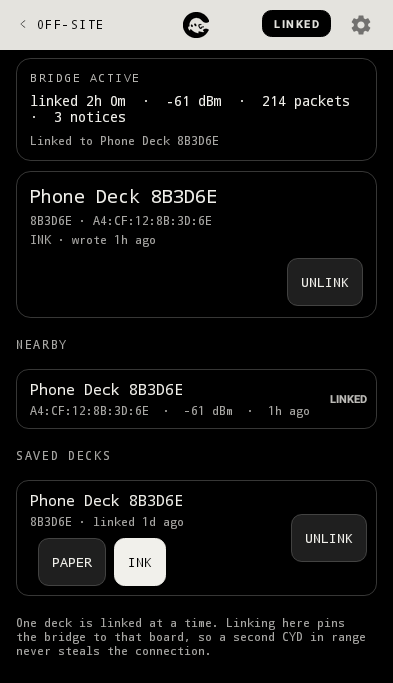 OFF-SITE
LINKED
BRIDGE ACTIVE
linked 2h 0m · -61 dBm · 214 packets
· 3 notices
Linked to Phone Deck 8B3D6E
Phone Deck 8B3D6E
8B3D6E · A4:CF:12:8B:3D:6E
INK · wrote 1h ago
UNLINK
NEARBY
Phone Deck 8B3D6E
A4:CF:12:8B:3D:6E · -61 dBm · 1h ago
LINKED
SAVED DECKS
Phone Deck 8B3D6E
8B3D6E · linked 1d ago
UNLINK
PAPER
INK
One deck is linked at a time. Linking here pins
the bridge to that board, so a second CYD in range
never steals the connection.